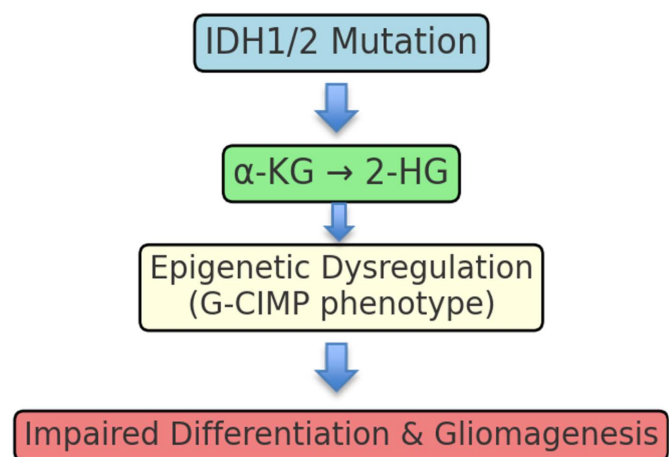 IDH1/2 Mutation
α-KG → 2-HG
Epigenetic Dysregulation
(G-CIMP phenotype)
Impaired Differentiation & Gliomagenesis